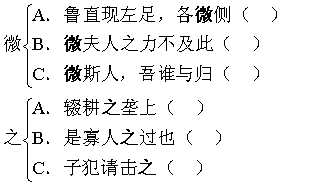 微
A．鲁直现左足，各微侧（　）
B．微夫人之力不及此（　）
C．微斯人，吾谁与归（　）
之
A．辍耕之垄上（　）
B．是寡人之过也（　）
C．子犯请击之（　）